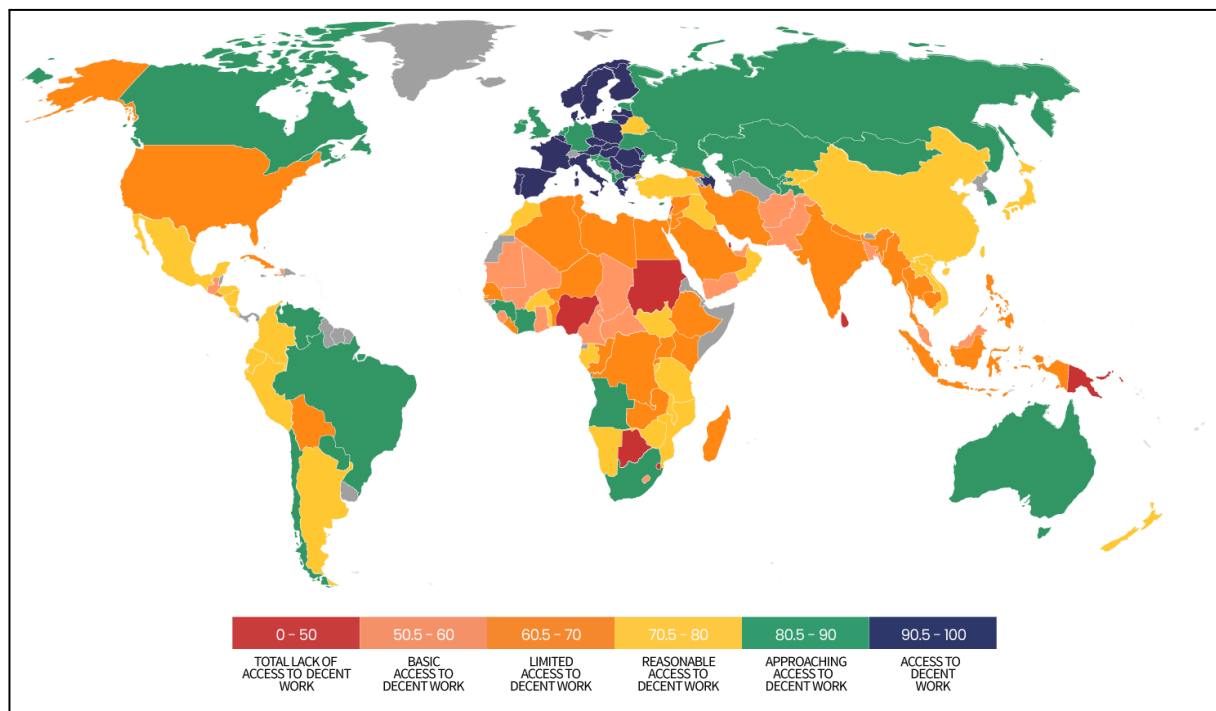 0 – 50
50.5 – 60
60.5 – 70
70.5 – 80
80.5 – 90
90.5 – 100
TOTAL LACK OF
ACCESS TO DECENT
WORK
BASIC
ACCESS TO
DECENT WORK
LIMITED
ACCESS TO
DECENT WORK
REASONABLE
ACCESS TO
DECENT WORK
APPROACHING
ACCESS TO
DECENT WORK
ACCESS TO
DECENT
WORK